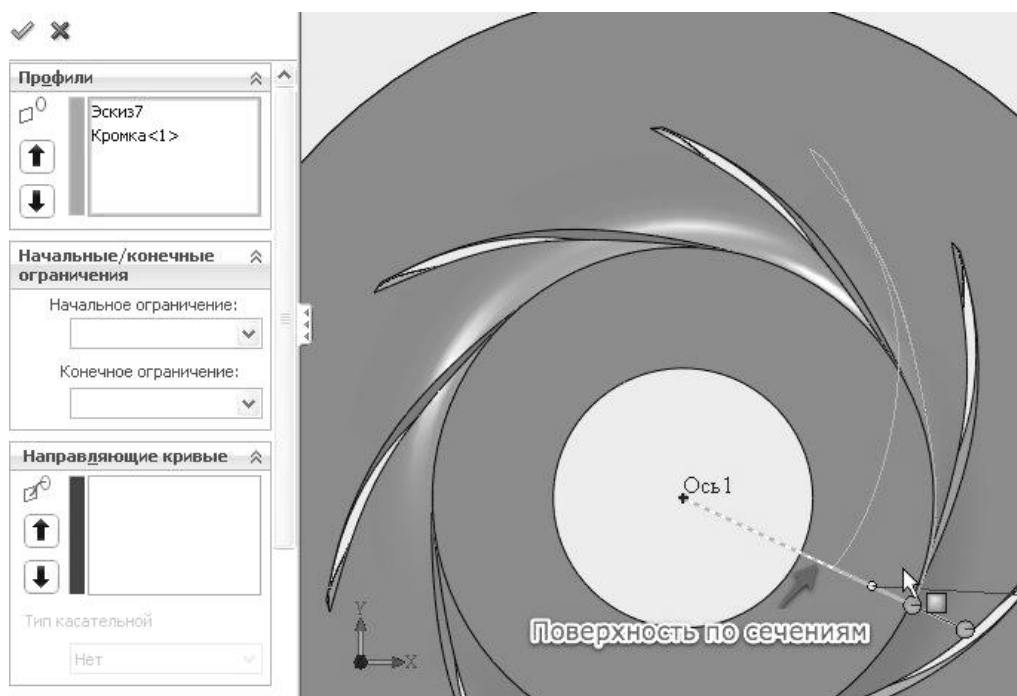 Профили
Эскиз7
Кромка<1>
Начальные/конечные
ограничения
Начальное ограничение:
Конечное ограничение:
Направляющие кривые
Тип касательной
Нет
Ось1
Поверхность по сечениям
Y
X